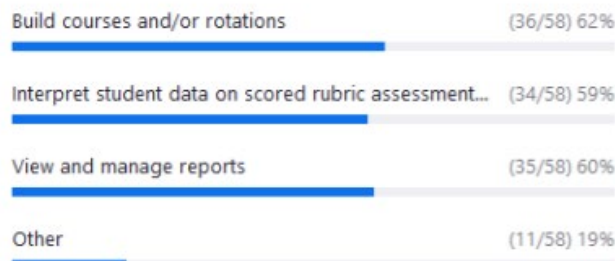 Build courses and/or rotations (36/58) 62%
Interpret student data on scored rubric assessment... (34/58) 59%
View and manage reports (35/58) 60%
Other (11/58) 19%